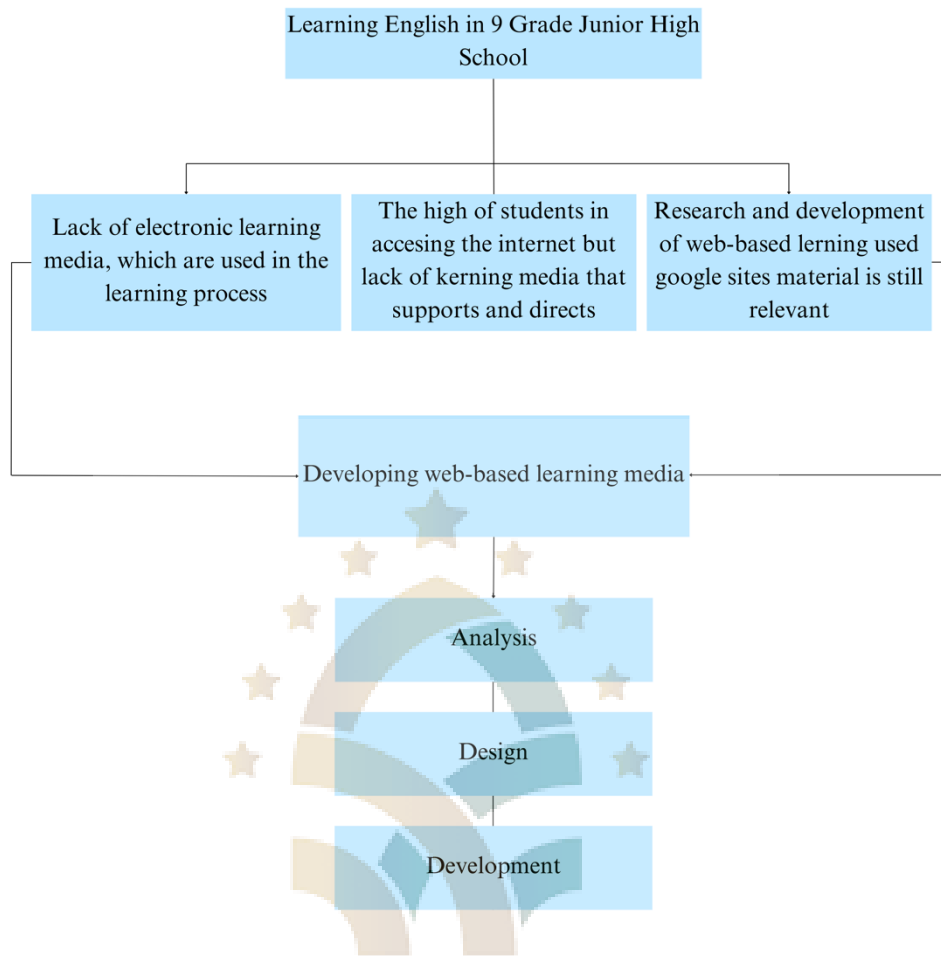 Learning English in 9 Grade Junior High
School
Lack of electronic learning
media, which are used in the
learning process
The high of students in
accesing the internet but
lack of kerning media that
supports and directs
Research and development
of web-based lerning used
google sites material is still
relevant
Developing web-based learning media
Analysis
Design
Development